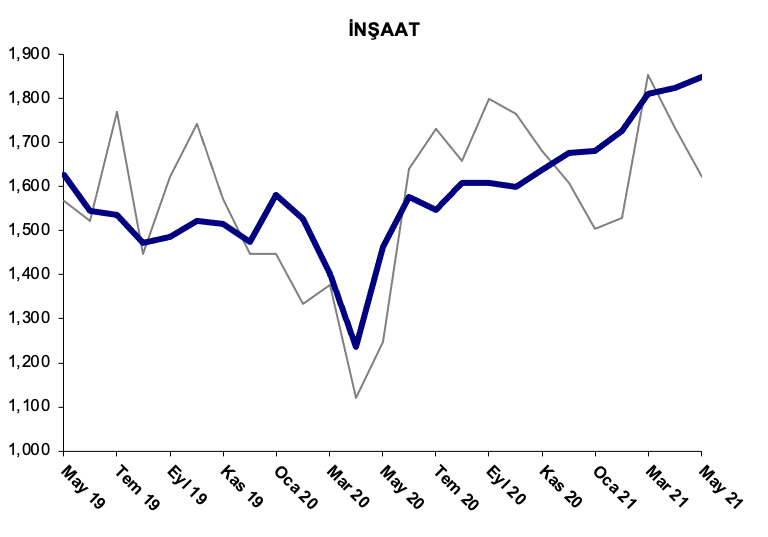 İNŞAAT
1,900
1,800
1,700
1,600
1,500
1,400
1,300
1,200
1,100
1,000
May 19
Tem 19
Eyl 19
Kas 19
Oca 20
Mar 20
May 20
Tem 20
Eyl 20
Kas 20
Oca 21
Mar 21
May 21